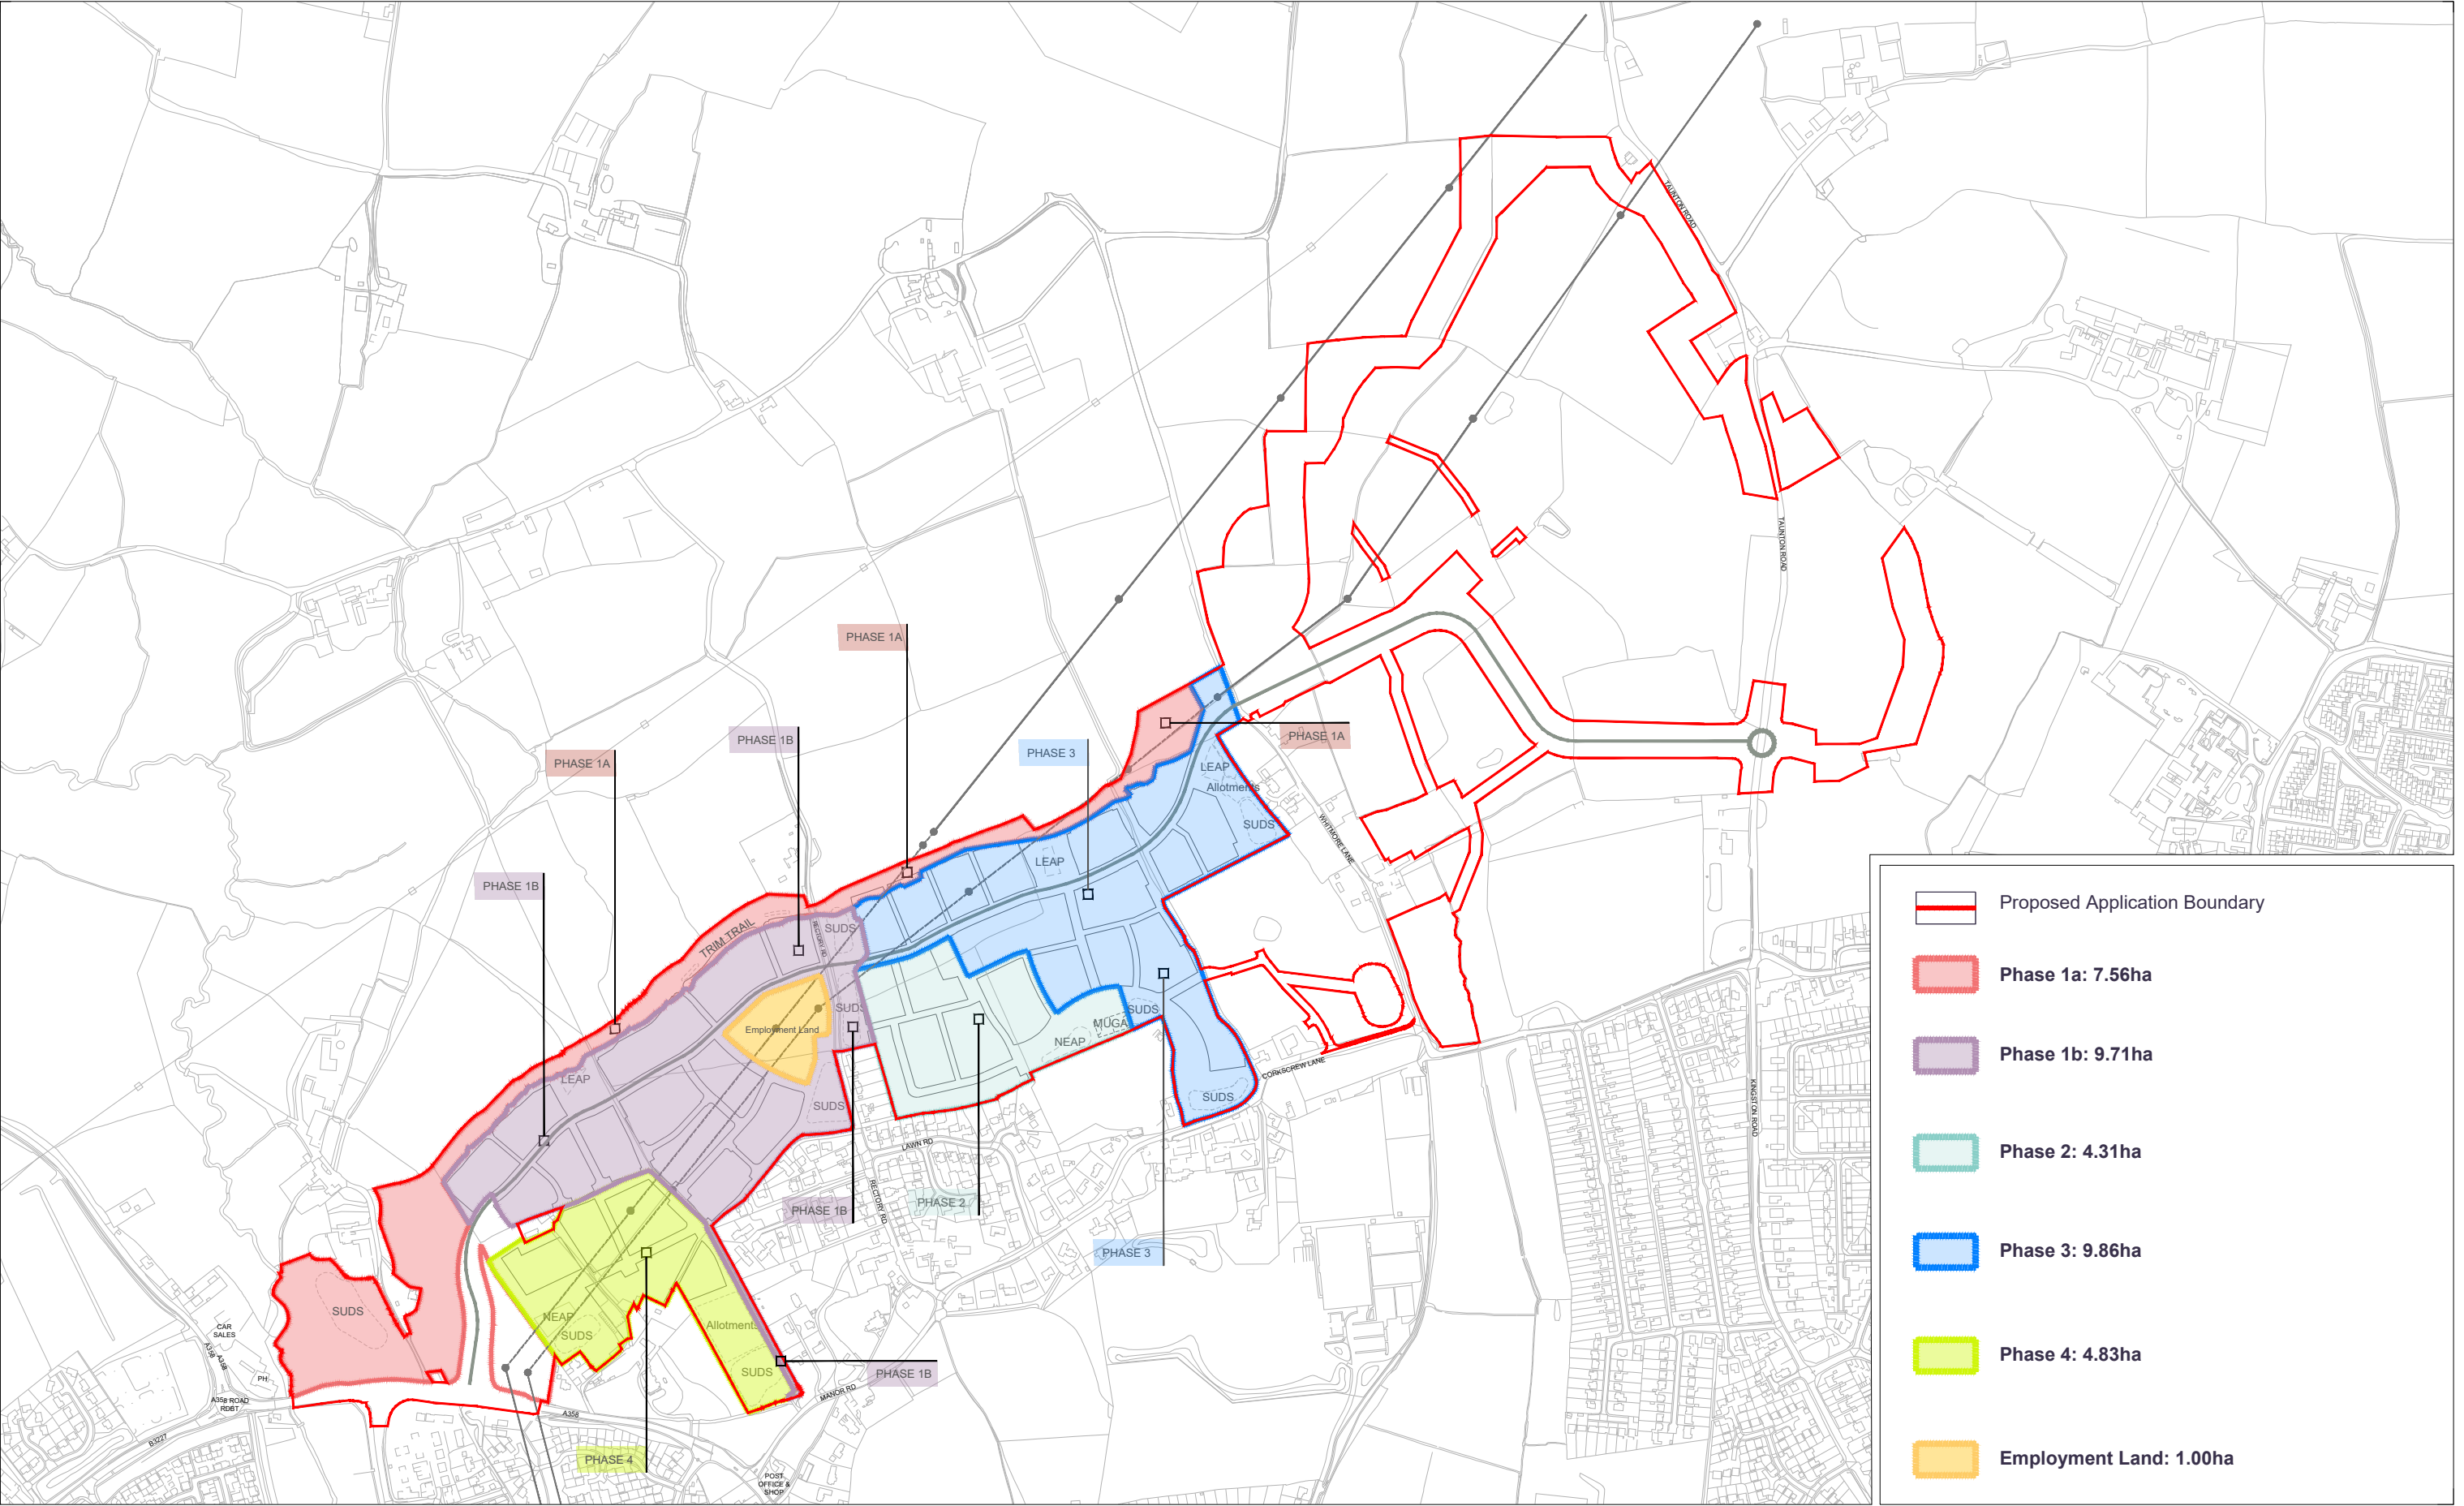 TAUNTON ROAD
TAUNTON ROAD
PHASE 1A
PHASE 1B
PHASE 1A
PHASE 3
PHASE 1A
LEAP
Allotments
SUDS
WHITMORE LANE
LEAP
PHASE 1B
TRIM TRAIL
RECTORY RD
SUDS
SUDS
Employment Land
SUDS
MUGA
NEAP
LEAP
SUDS
CORKSCREW LANE
SUDS
KINGSTON ROAD
LAWN RD
RECTORY RD
PHASE 1B
PHASE 2
PHASE 3
SUDS
NEAP
SUDS
Allotments
SUDS
PHASE 1B
MANOR RD
CAR
SALES
A358
A358
PH
A358 ROAD
RDBT
B3227
A358
PHASE 4
POST
OFFICE &
SHOP
Proposed Application Boundary
Phase 1a: 7.56ha
Phase 1b: 9.71ha
Phase 2: 4.31ha
Phase 3: 9.86ha
Phase 4: 4.83ha
Employment Land: 1.00ha